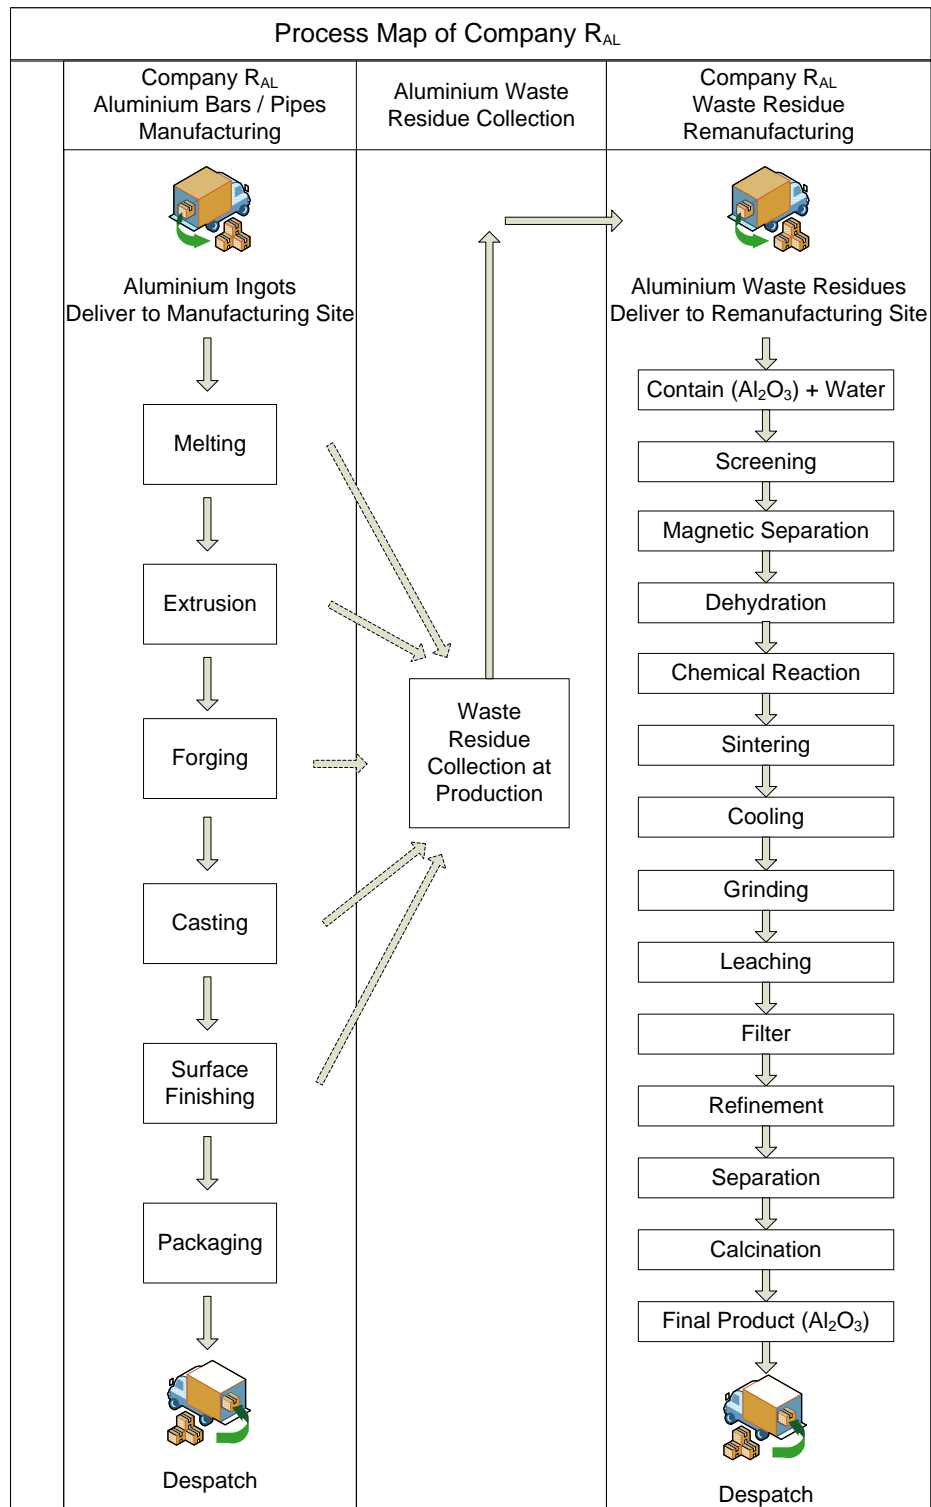 Process Map of Company R_AL
Company R_AL
Aluminium Bars / Pipes
Manufacturing
Aluminium Waste
Residue Collection
Company R_AL
Waste Residue
Remanufacturing
Aluminium Ingots
Deliver to Manufacturing Site
Melting
Extrusion
Forging
Casting
Surface
Finishing
Packaging
Despatch
Waste
Residue
Collection at
Production
Aluminium Waste Residues
Deliver to Remanufacturing Site
Contain (Al₂O₃) + Water
Screening
Magnetic Separation
Dehydration
Chemical Reaction
Sintering
Cooling
Grinding
Leaching
Filter
Refinement
Separation
Calcination
Final Product (Al₂O₃)
Despatch